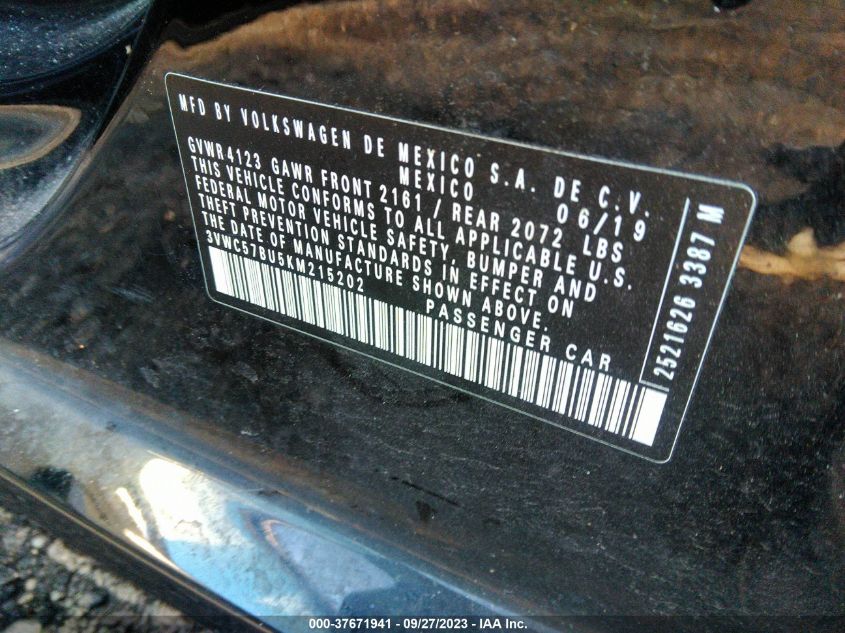 MFD BY VOLKSWAGEN DE MEXICO S.A. DE C.V.
MEXICO 06/19
GVWR4123 GAWR FRONT 2161 / REAR 2072 LBS
THIS VEHICLE CONFORMS TO ALL APPLICABLE U.S.
FEDERAL MOTOR VEHICLE SAFETY, BUMPER AND
THEFT PREVENTION STANDARDS IN EFFECT ON
THE DATE OF MANUFACTURE SHOWN ABOVE.
3VWC57BU5KM215202 PASSENGER CAR
2521626 3387 M
000-37671941 - 09/27/2023 - IAA Inc.